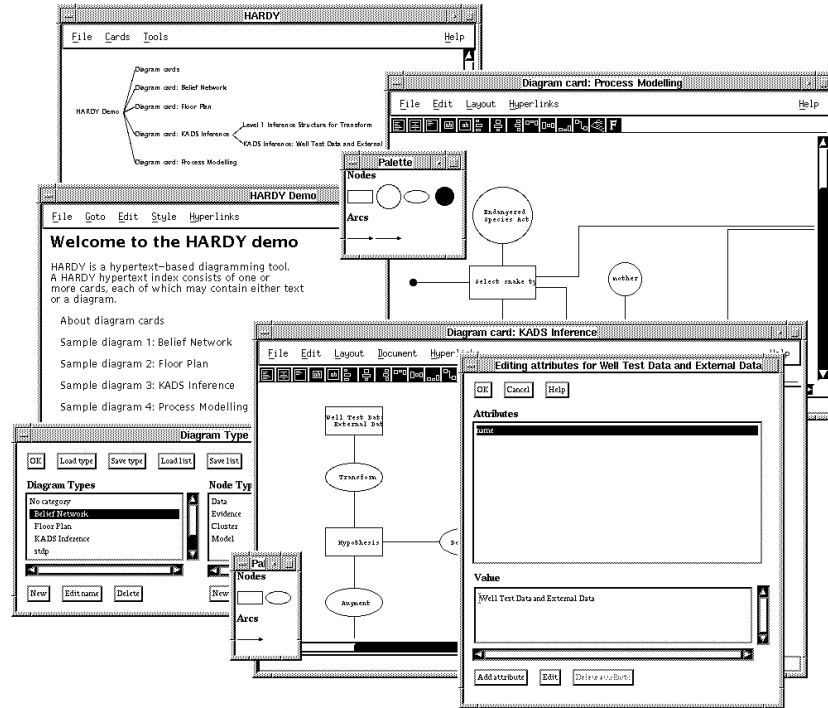 HARDY
File Cards Tools Help
Diagram cards
Diagram card: Belief Network
Diagram card: Floor Plan
HARDY Demo
Diagram card: KADS Inference
Level 1 Inference Structure for Transform
KADS Inference: Well Test Data and External
Diagram card: Process Modelling
Diagram card: Process Modelling
File Edit Layout Hyperlinks Help
F
Endangered
Species Act
Select snake ty
mother
Palette
Nodes
Arcs
HARDY Demo
File Goto Edit Style Hyperlinks
Welcome to the HARDY demo
HARDY is a hypertext-based diagramming tool.
A HARDY hypertext index consists of one or
more cards, each of which may contain either text
or a diagram.
About diagram cards
Sample diagram 1: Belief Network
Sample diagram 2: Floor Plan
Sample diagram 3: KADS Inference
Sample diagram 4: Process Modelling
Diagram card: KADS Inference
File Edit Layout Document Hyperl
Well Test Dat
External Dat
Transform
Hypothesis
De
Augment
Diagram Type
OK Load type Save type Load list Save list
Diagram Types
No category
Belief Network
Floor Plan
KADS Inference
stdp
New Edit name Delete
Node Typ
Data
Evidence
Cluster
Model
New
Pal
Nodes
Arcs
Editing attributes for Well Test Data and External Data
OK Cancel Help
Attributes
name
Value
Well Test Data and External Data
Add attribute Edit Delete attribute